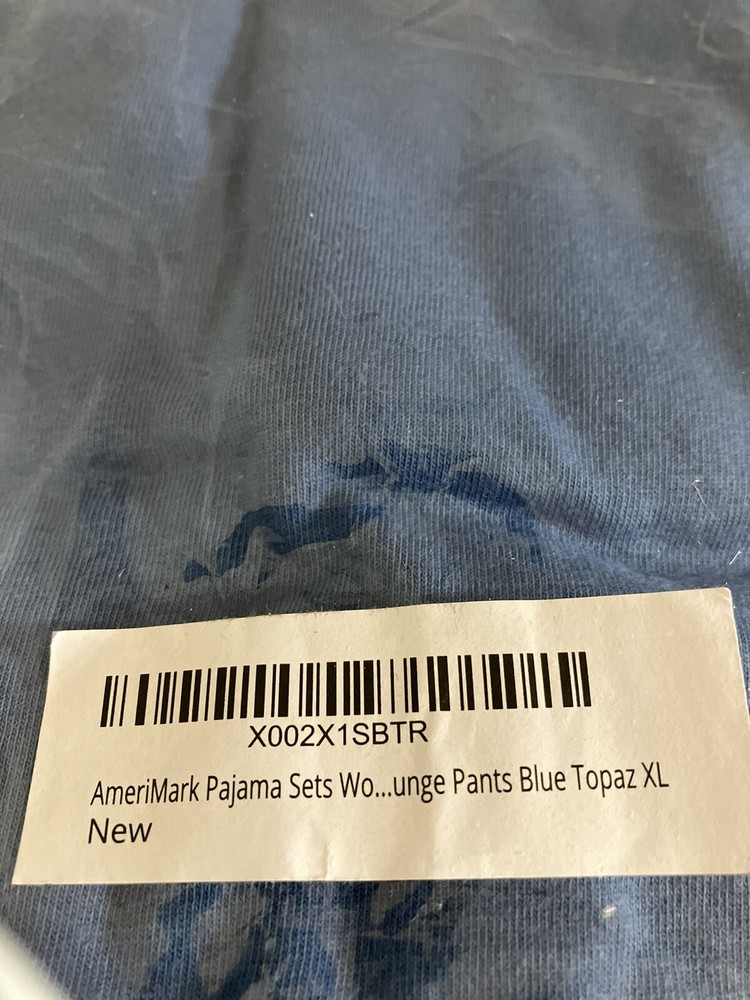 X002X1SBTR
AmeriMark Pajama Sets Wo...unge Pants Blue Topaz XL
New